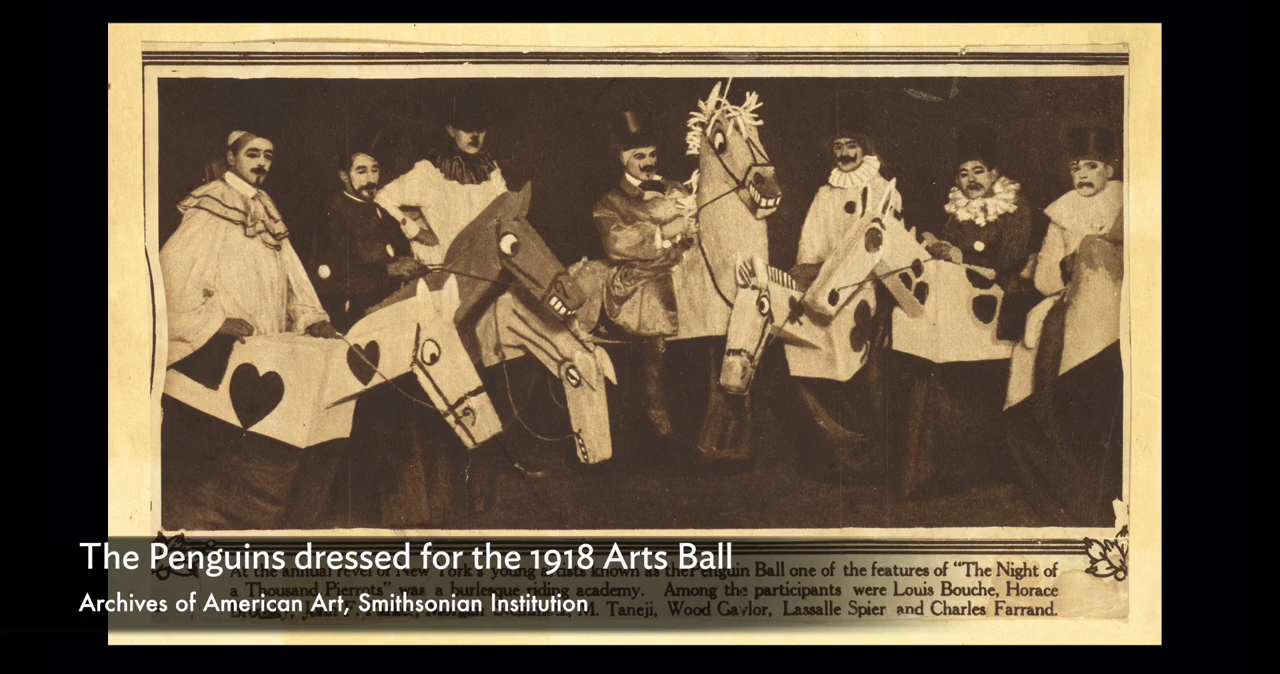 The Penguins dressed for the 1918 Arts Ball
Archives of American Art, Smithsonian Institution
At the annual revel of New York's young artists known as the Penguin Ball one of the features of “The Night of
a Thousand Pierrots” was a burlesque riding academy. Among the participants were Louis Bouche, Horace
M. Taneji, Wood Gaylor, Lassalle Spier and Charles Farrand.